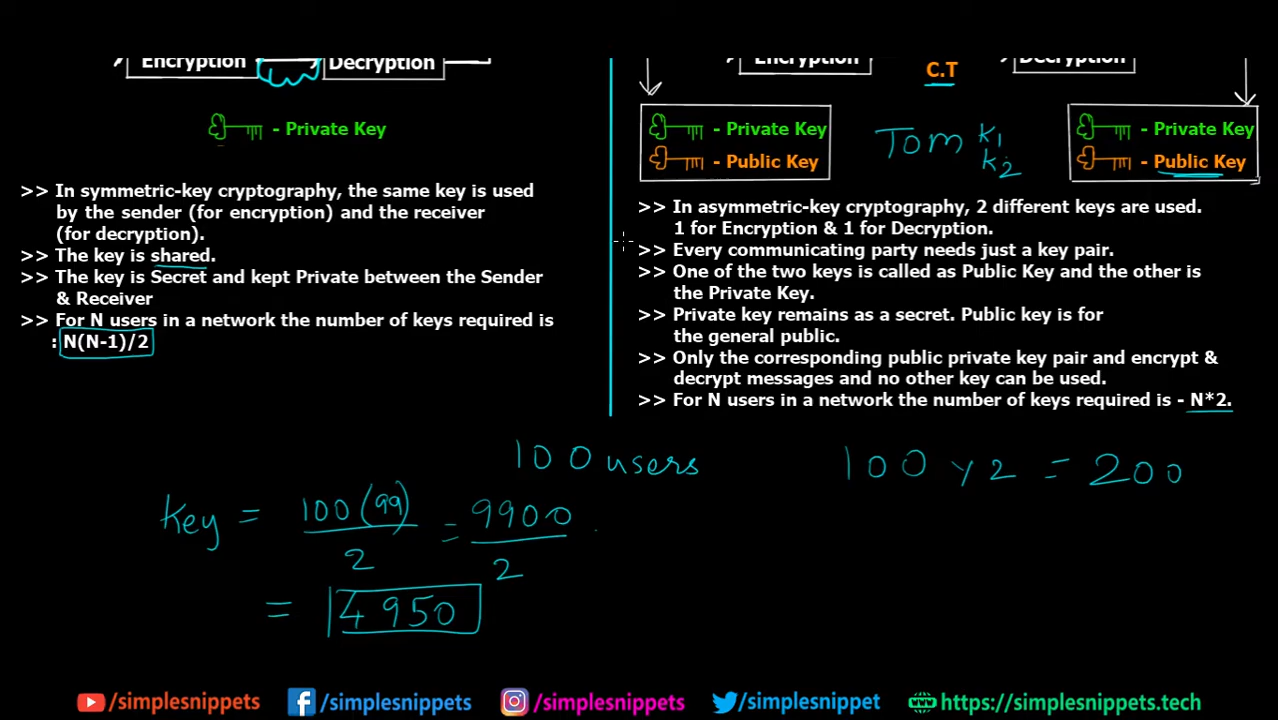 Encryption Decryption
- Private Key
>> In symmetric-key cryptography, the same key is used
by the sender (for encryption) and the receiver
(for decryption).
>> The key is shared.
>> The key is Secret and kept Private between the Sender
& Receiver
>> For N users in a network the number of keys required is
: N(N-1)/2
Encryption C.T Decryption
- Private Key
- Public Key
Tom K1
K2
- Private Key
- Public Key
>> In asymmetric-key cryptography, 2 different keys are used.
1 for Encryption & 1 for Decryption.
>> Every communicating party needs just a key pair.
>> One of the two keys is called as Public Key and the other is
the Private Key.
>> Private key remains as a secret. Public key is for
the general public.
>> Only the corresponding public private key pair and encrypt &
decrypt messages and no other key can be used.
>> For N users in a network the number of keys required is - N*2.
100 users
Key = 100(99)/2 = 9900/2
= 4950
100 x 2 = 200
/simplesnippets /simplesnippets /simplesnippets /simplesnippets https://simplesnippets.tech